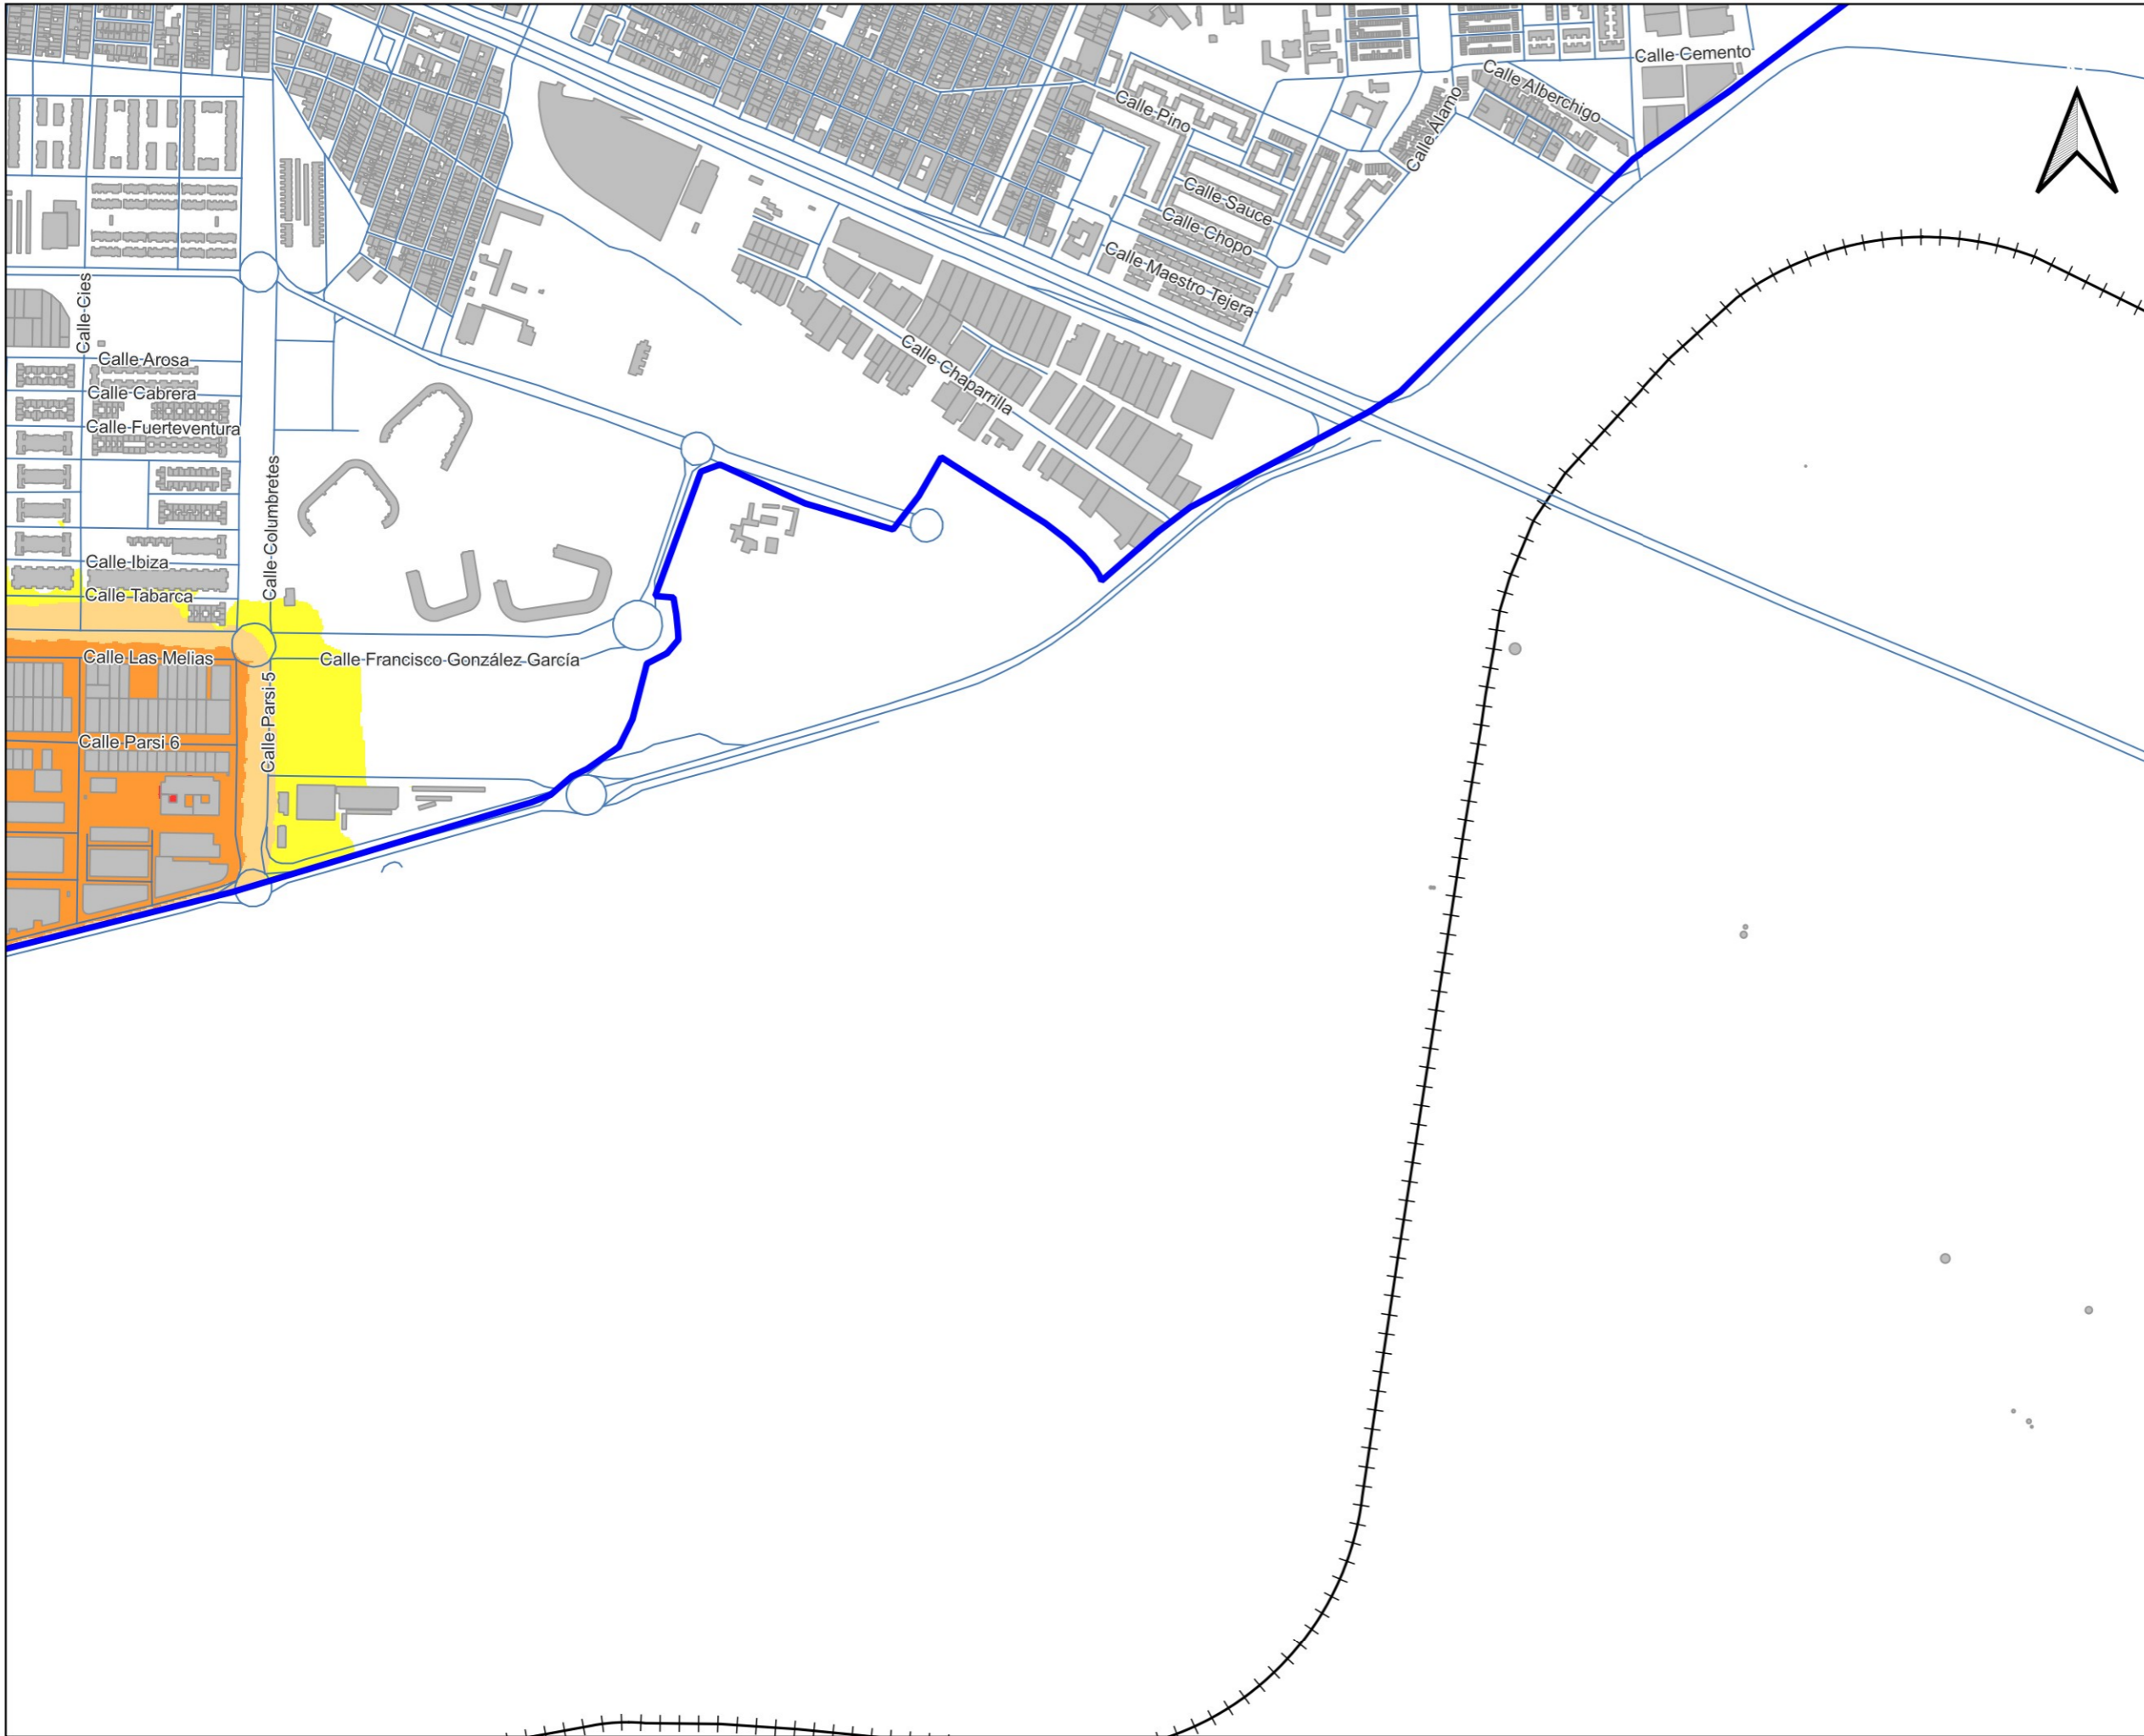 Calle Cemento
Calle Alberchigo
Calle Pino
Calle Álamo
Calle Sauce
Calle Chopo
Calle Maestro Tejera
Calle Cies
Calle Arosa
Calle Cabrera
Calle Fuerteventura
Calle Chaparrilla
Calle Columbretes
Calle Ibiza
Calle Tabarca
Calle Las Melias
Calle Francisco González García
Calle Parsi 5
Calle Parsi 6